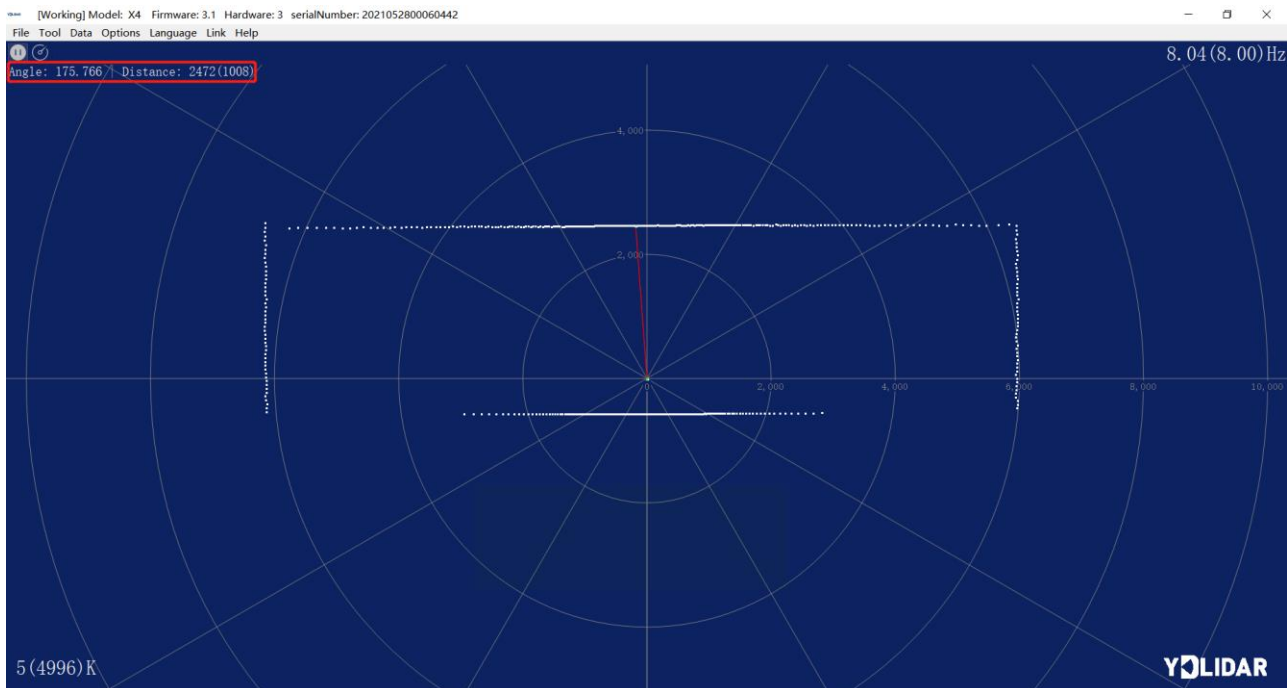 [Working] Model: X4 Firmware: 3.1 Hardware: 3 serialNumber: 2021052800060442
File Tool Data Options Language Link Help
8.04(8.00)Hz
Angle: 175.766 | Distance: 2472(1008)
4,000
2,000
0 2,000 4,000 6,000 8,000 10,000
5(4996)K
YDLIDAR